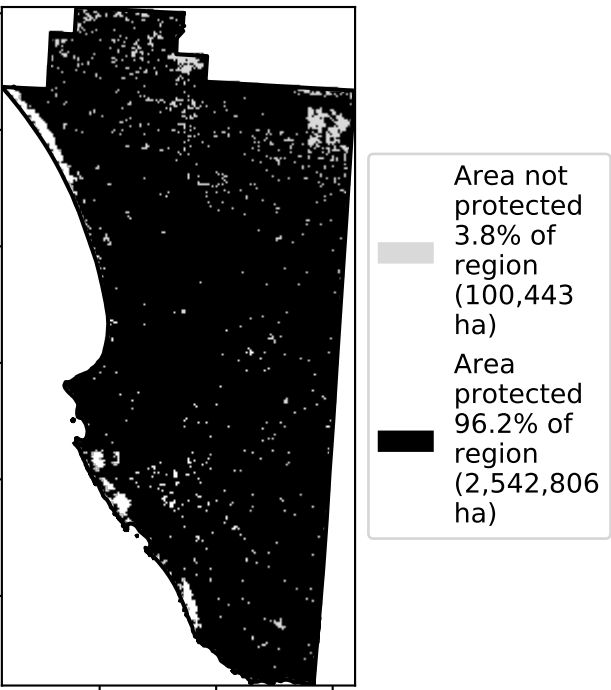 Area not
protected
3.8% of
region
(100,443
ha)
Area
protected
96.2% of
region
(2,542,806
ha)